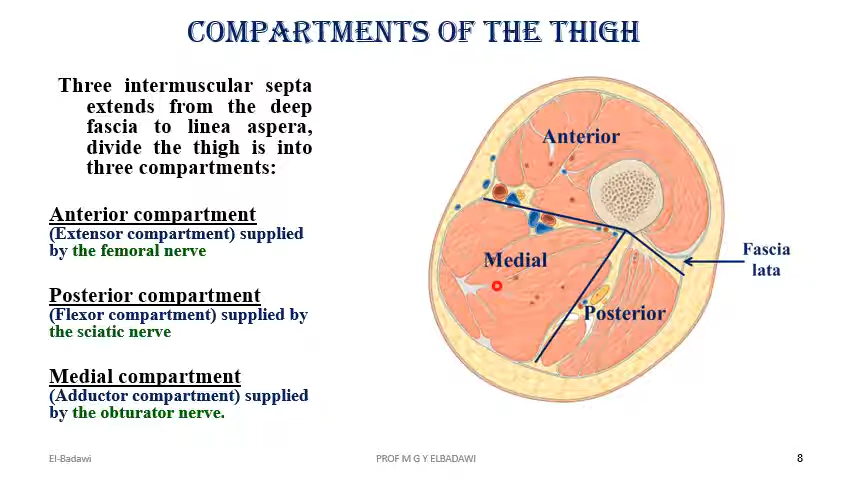 COMPARTMENTS OF THE THIGH
Three intermuscular septa
extends from the deep
fascia to linea aspera,
divide the thigh is into
three compartments:
Anterior compartment
(Extensor compartment) supplied
by the femoral nerve
Posterior compartment
(Flexor compartment) supplied by
the sciatic nerve
Medial compartment
(Adductor compartment) supplied
by the obturator nerve.
Anterior
Medial
Posterior
Fascia
lata
El-Badawi
PROF M G Y ELBADAWI
8